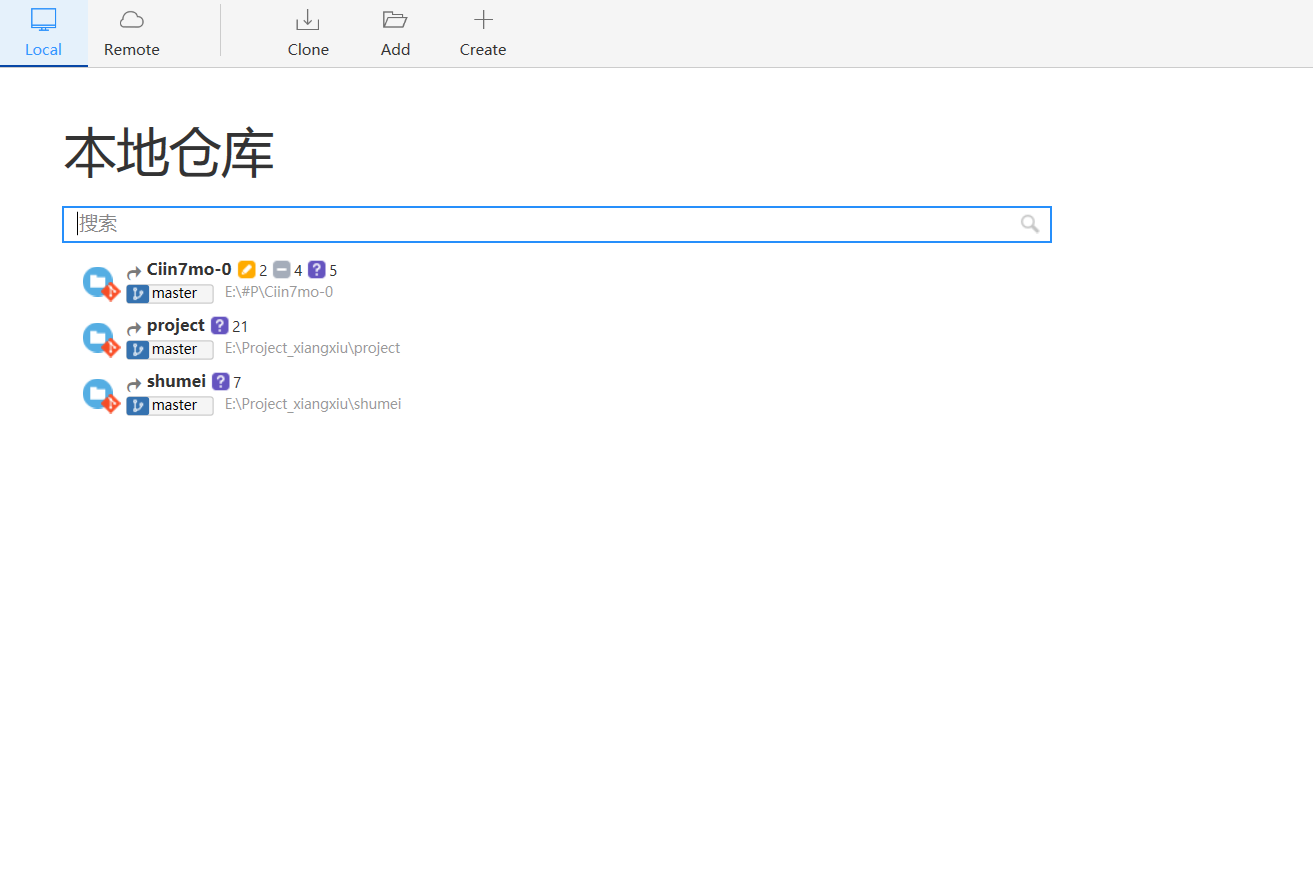 Local Remote Clone Add Create
本地仓库
搜索
Ciin7mo-0 2 4 ? 5
master E:\#P\Ciin7mo-0
project ? 21
master E:\Project_xiangxiu\project
shumei ? 7
master E:\Project_xiangxiu\shumei